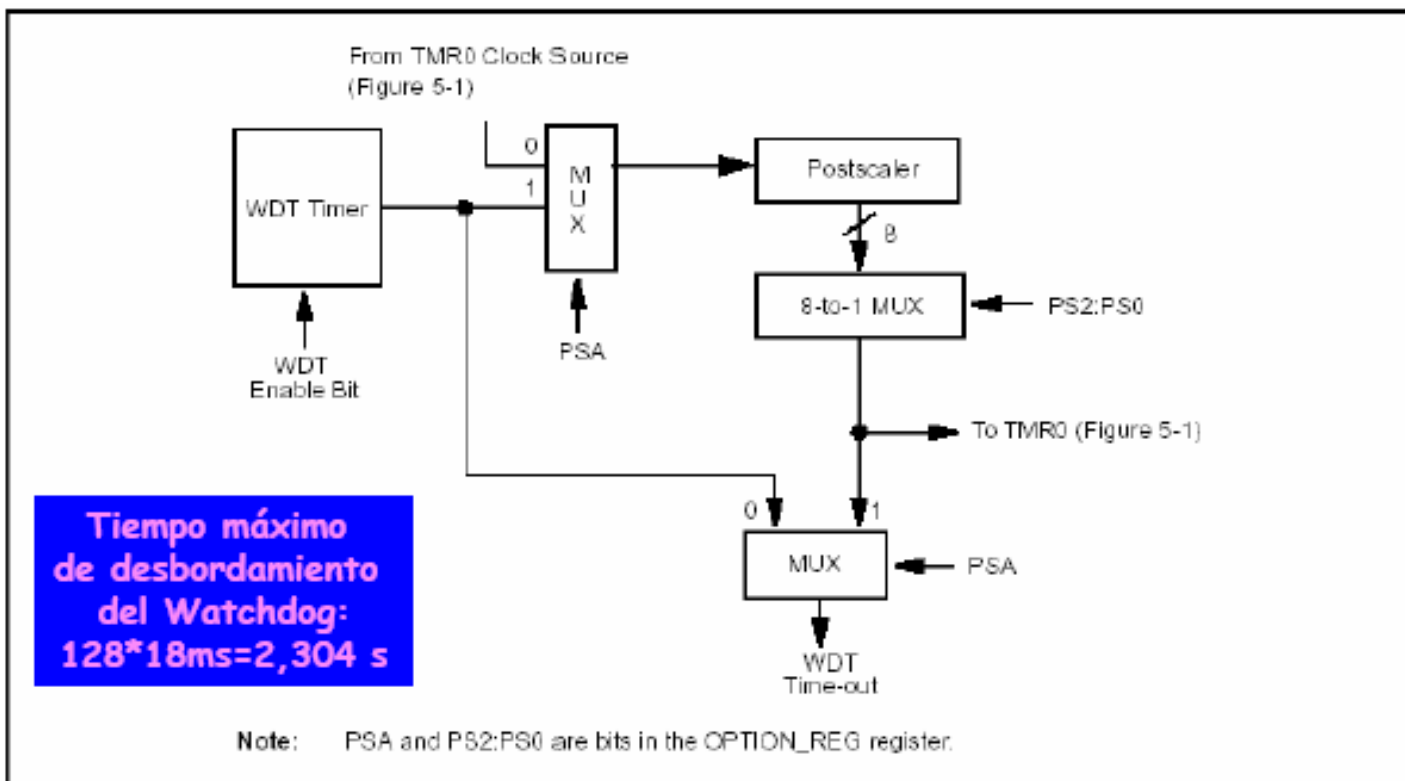 From TMR0 Clock Source
(Figure 5-1)
0
1
M
U
X
WDT Timer
Postscaler
8
8-to-1 MUX
PS2:PS0
PSA
WDT
Enable Bit
To TMR0 (Figure 5-1)
0
1
MUX
PSA
WDT
Time-out
Tiempo máximo
de desbordamiento
del Watchdog:
128*18ms=2,304 s
Note: PSA and PS2:PS0 are bits in the OPTION_REG register.